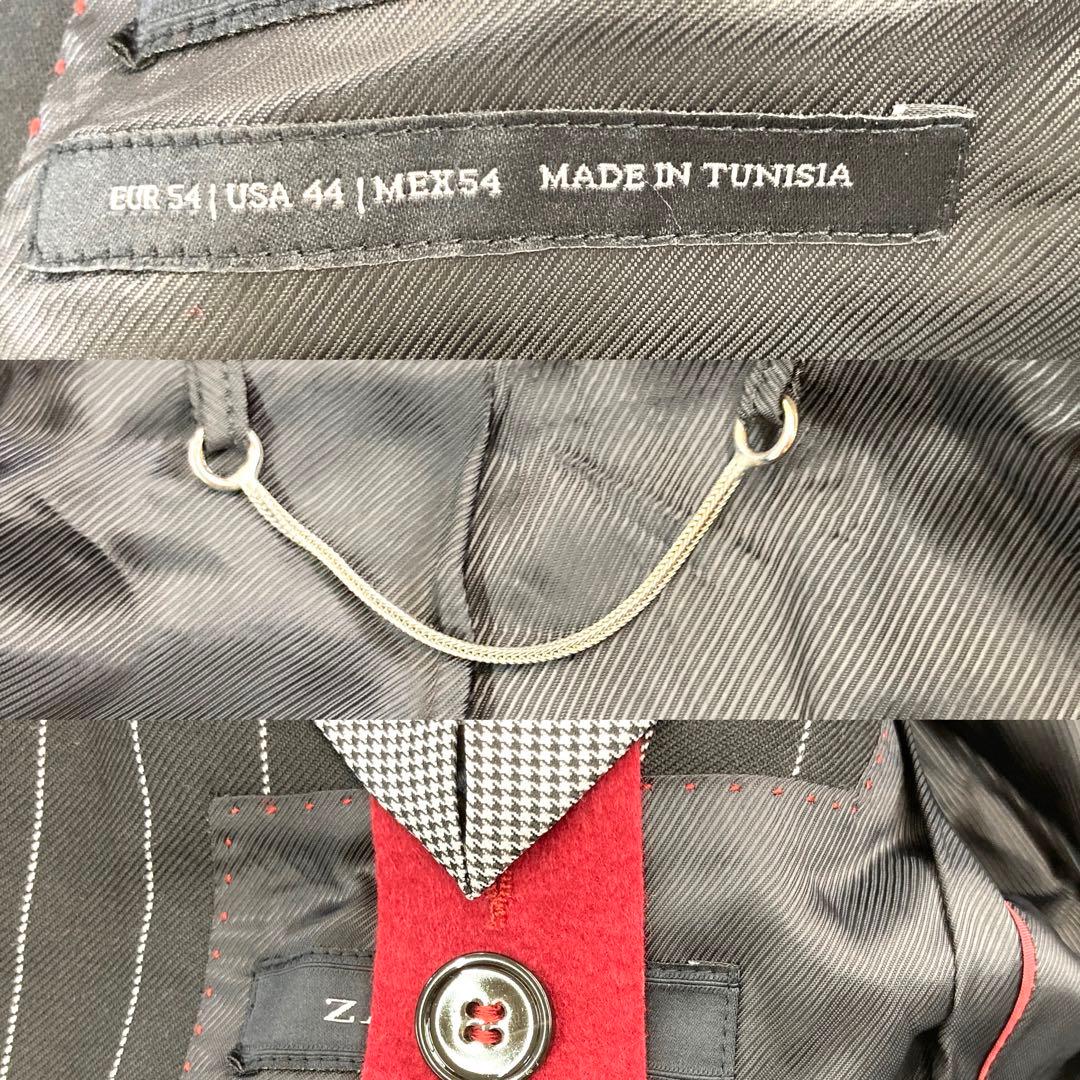 EUR 54 | USA 44 | MEX 54 MADE IN TUNISIA
Z